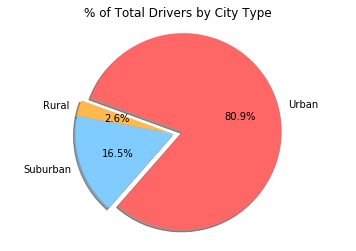 % of Total Drivers by City Type
Rural
2.6%
80.9%
Urban
16.5%
Suburban